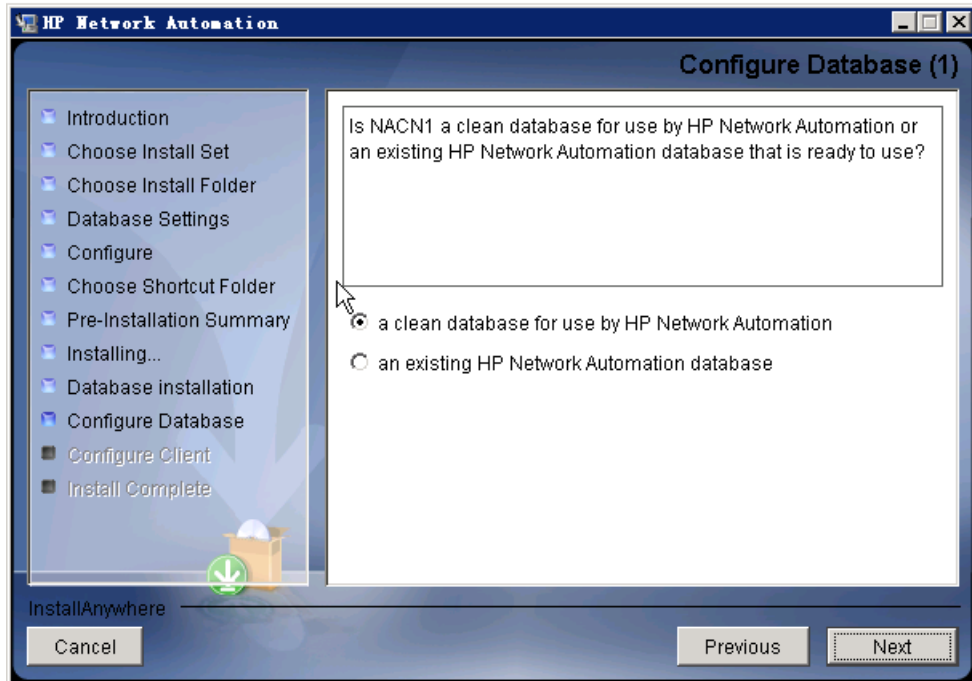 HP Network Automation
Configure Database (1)
Introduction
Choose Install Set
Choose Install Folder
Database Settings
Configure
Choose Shortcut Folder
Pre-Installation Summary
Installing...
Database installation
Configure Database
Configure Client
Install Complete
Is NACN1 a clean database for use by HP Network Automation or
an existing HP Network Automation database that is ready to use?
a clean database for use by HP Network Automation
an existing HP Network Automation database
InstallAnywhere
Cancel
Previous
Next